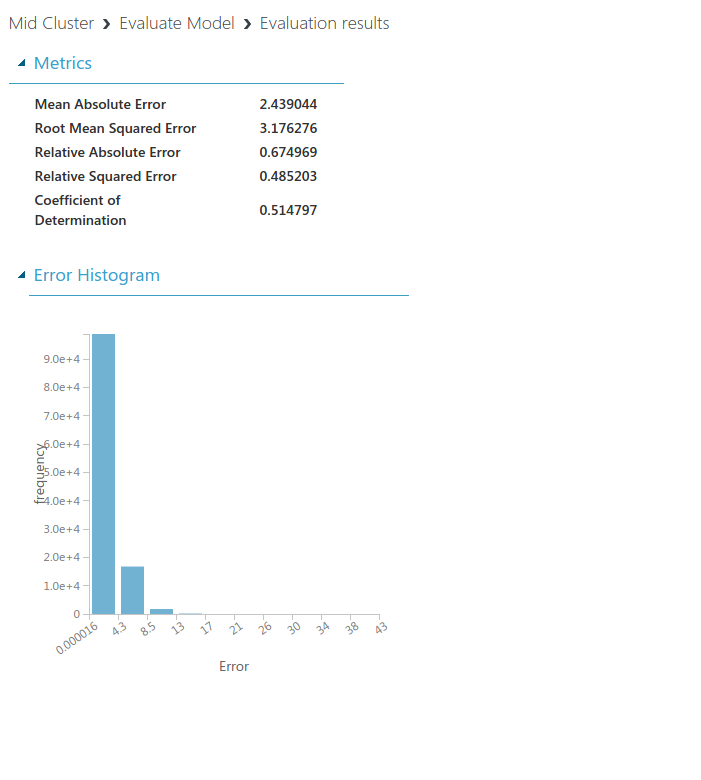 Mid Cluster › Evaluate Model › Evaluation results
Metrics
Mean Absolute Error 2.439044
Root Mean Squared Error 3.176276
Relative Absolute Error 0.674969
Relative Squared Error 0.485203
Coefficient of
Determination 0.514797
Error Histogram
9.0e+4
8.0e+4
7.0e+4
6.0e+4
5.0e+4
4.0e+4
3.0e+4
2.0e+4
1.0e+4
0
frequency
0.000016 4.3 8.5 13 17 21 26 30 34 38 43
Error